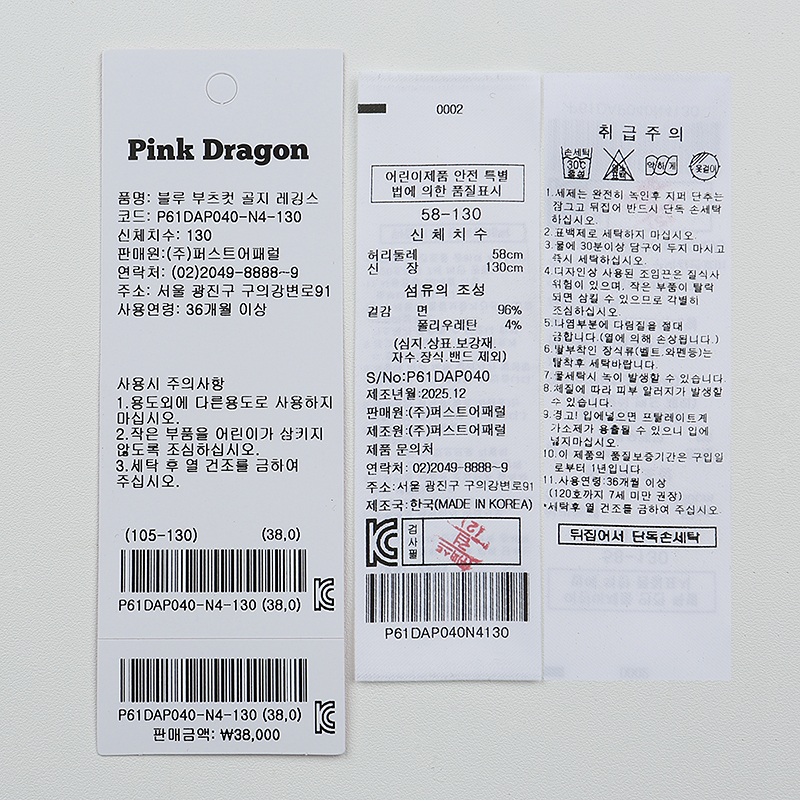 Pink Dragon
품명: 블루 부츠컷 골지 레깅스
코드: P61DAP040-N4-130
신체치수: 130
판매원:(주)퍼스트어패럴
연락처: (02)2049-8888~9
주소: 서울 광진구 구의강변로91
사용연령: 36개월 이상
사용시 주의사항
1.용도외에 다른용도로 사용하지
마십시오.
2.작은 부품을 어린이가 삼키지
않도록 조심하십시오.
3.세탁 후 열 건조를 금하여
주십시오.
(105-130) (38,0)
P61DAP040-N4-130 (38,0)
P61DAP040-N4-130 (38,0)
판매금액: ₩38,000
0002
어린이제품 안전 특별
법에 의한 품질표시
58-130
신체치수
허리둘레 58cm
신 장 130cm
섬유의 조성
겉감 면 96%
폴리우레탄 4%
(심지.상표.보강재.
자수.장식.밴드 제외)
S/No:P61DAP040
제조년월:2025.12
판매원:(주)퍼스트어패럴
제조원:(주)퍼스트어패럴
제품 문의처
연락처: 02)2049-8888~9
주소:서울 광진구 구의강변로91
제조국:한국(MADE IN KOREA)
검사필
P61DAP040N4130
취급주의
손세탁
30℃
중성
염소
표백
약하게
옷걸이
1.세제는 완전히 녹인후 지퍼 단추는
잠그고 뒤집어 반드시 단독 손세탁
하십시오.
2.표백제로 세탁하지 마십시오.
3.물에 30분이상 담구어 두지 마시고
즉시 세탁하십시오.
4.디자인상 사용된 조임끈은 질식사
위험이 있으며, 작은 부품이 탈락
되면 삼킬 수 있으므로 각별히
조심하십시오.
5.나염부분에 다림질을 절대
금합니다.(열에 의해 손상됩니다.)
6.탈부착인 장식류(벨트.와펜등)는
탈착후 세탁바랍니다.
7.물세탁시 녹이 발생할 수 있습니다.
8.체질에 따라 피부 알러지가 발생할
수 있습니다.
9.경고! 입에넣으면 프탈레이트계
가소제가 용출될 수 있으니 입에
넣지마십시오.
10.이 제품의 품질보증기간은 구입일
로부터 1년입니다.
11.사용연령:36개월 이상
(120호까지 7세 미만 권장)
*세탁후 열 건조를 금하여 주십시오.
뒤집어서 단독손세탁